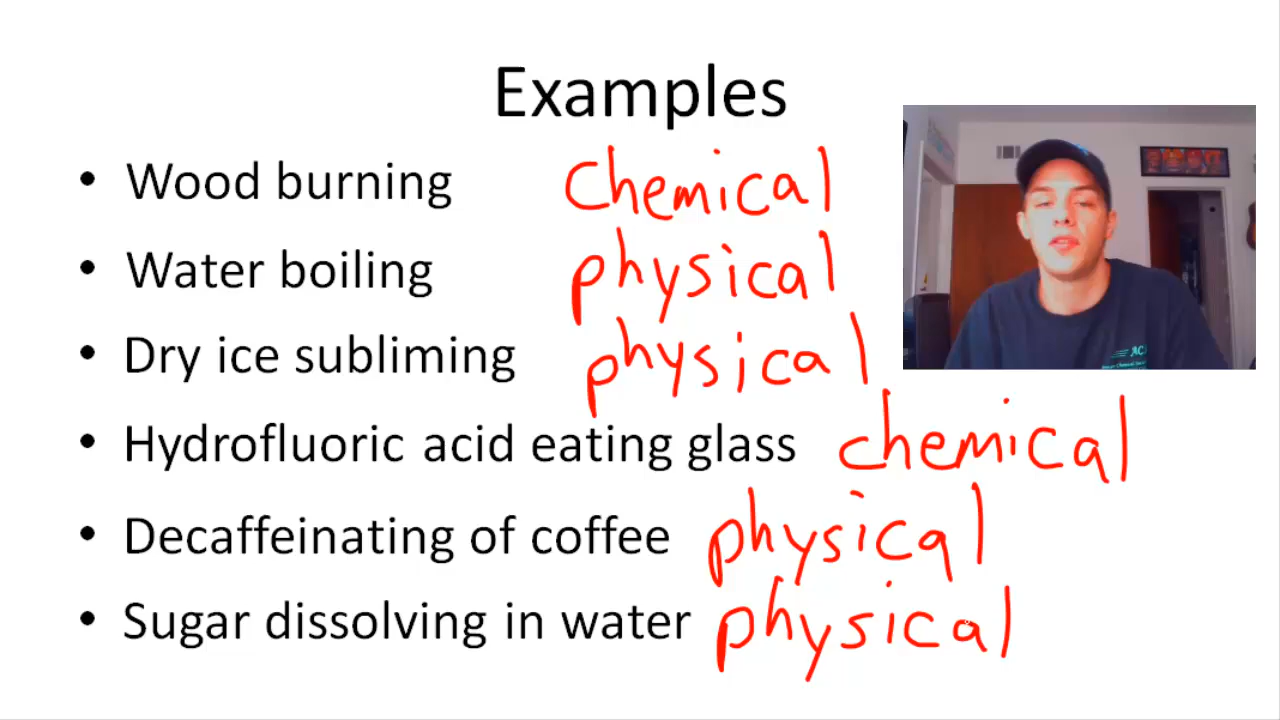 Examples
• Wood burning Chemical
• Water boiling physical
• Dry ice subliming physical
• Hydrofluoric acid eating glass chemical
• Decaffeinating of coffee physical
• Sugar dissolving in water physical